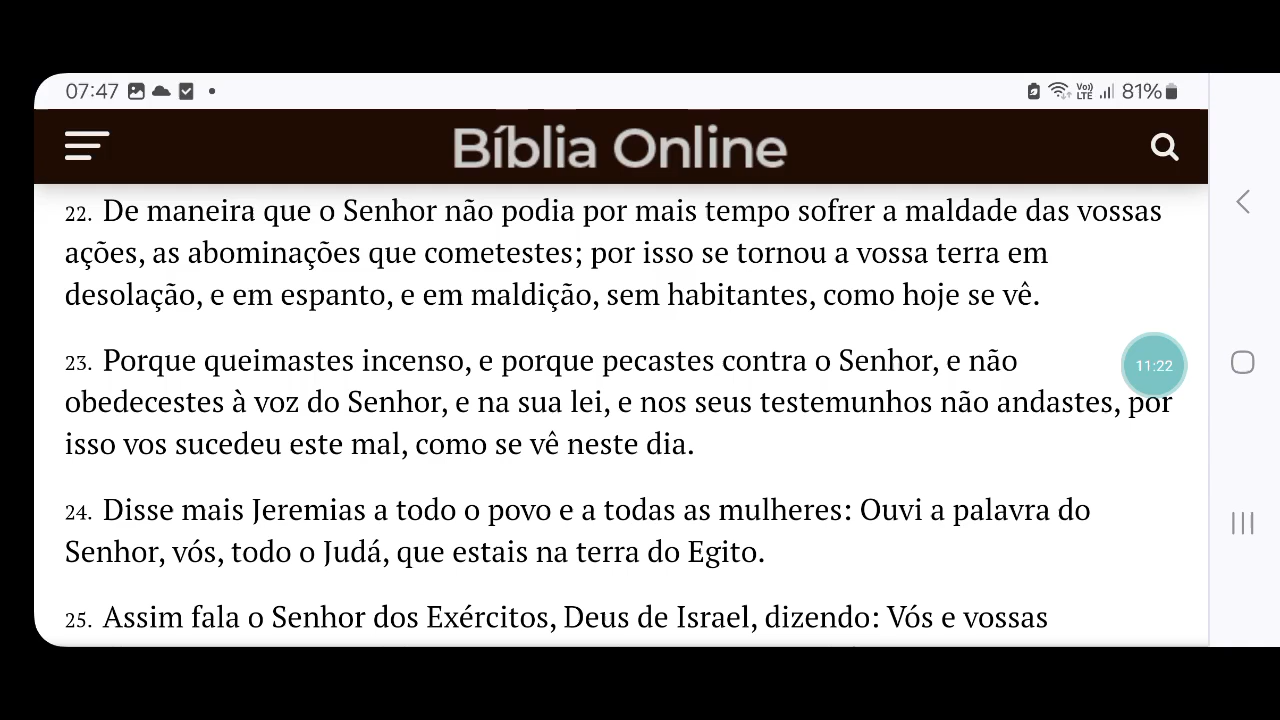 07:47
Vo)) LTE 81%
Bíblia Online
22. De maneira que o Senhor não podia por mais tempo sofrer a maldade das vossas
ações, as abominações que cometestes; por isso se tornou a vossa terra em
desolação, e em espanto, e em maldição, sem habitantes, como hoje se vê.
23. Porque queimastes incenso, e porque pecastes contra o Senhor, e não
11:22
obedecestes à voz do Senhor, e na sua lei, e nos seus testemunhos não andastes, por
isso vos sucedeu este mal, como se vê neste dia.
24. Disse mais Jeremias a todo o povo e a todas as mulheres: Ouvi a palavra do
Senhor, vós, todo o Judá, que estais na terra do Egito.
25. Assim fala o Senhor dos Exércitos, Deus de Israel, dizendo: Vós e vossas